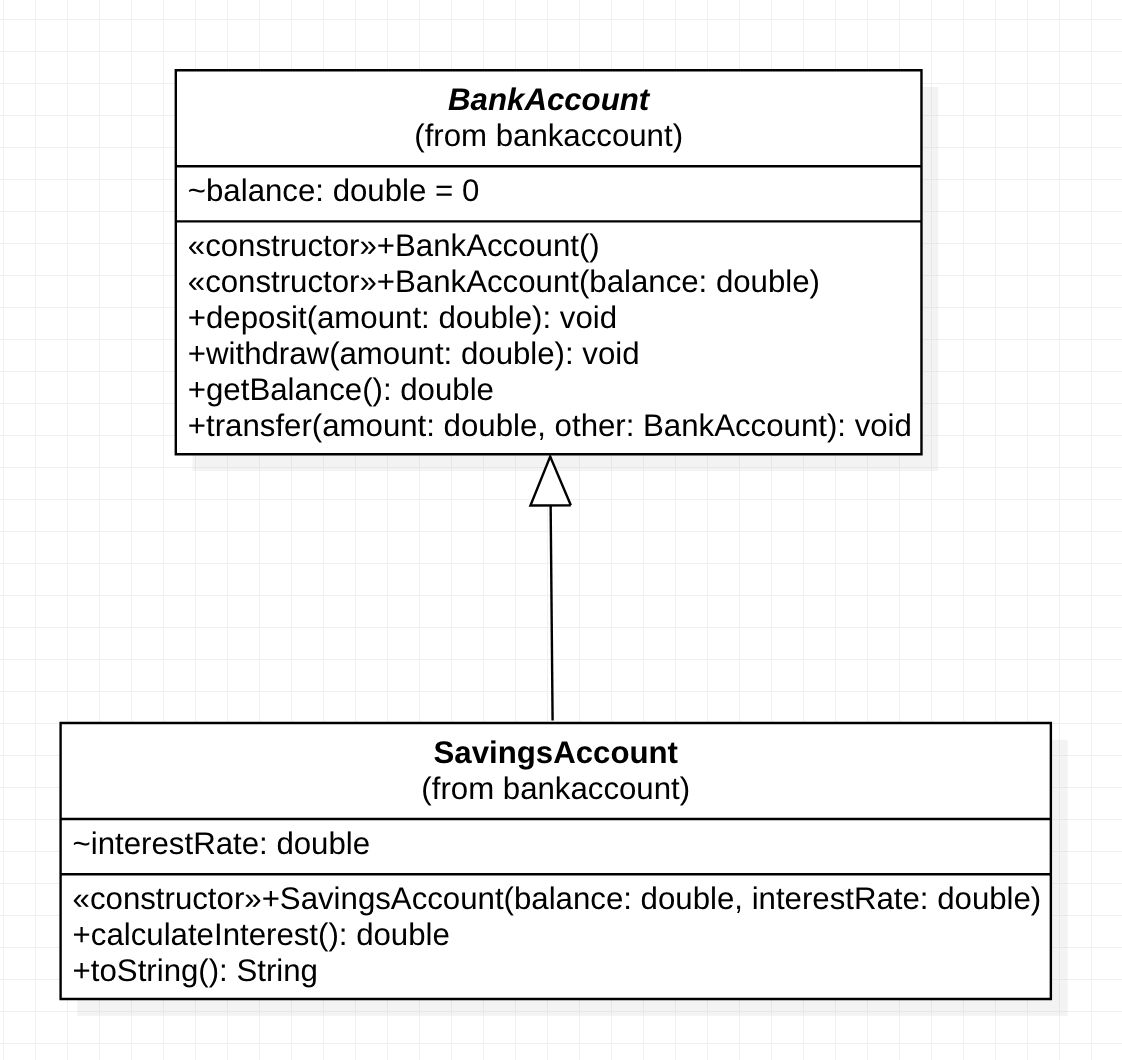 BankAccount
(from bankaccount)
~balance: double = 0
«constructor»+BankAccount()
«constructor»+BankAccount(balance: double)
+deposit(amount: double): void
+withdraw(amount: double): void
+getBalance(): double
+transfer(amount: double, other: BankAccount): void
SavingsAccount
(from bankaccount)
~interestRate: double
«constructor»+SavingsAccount(balance: double, interestRate: double)
+calculateInterest(): double
+toString(): String